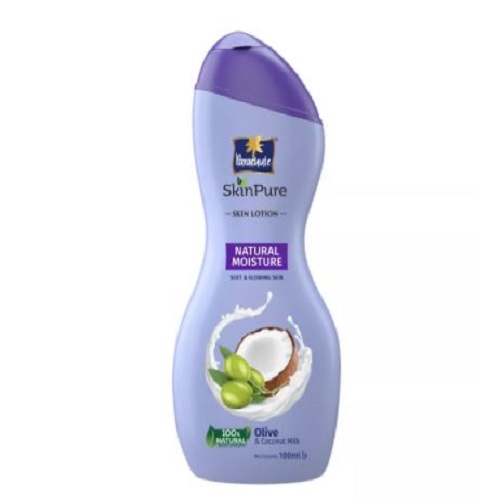 Parachute
SkinPure
SKIN LOTION
NATURAL
MOISTURE
SOFT & GLOWING SKIN
100%
NATURAL
Olive
& Coconut Milk
100ml